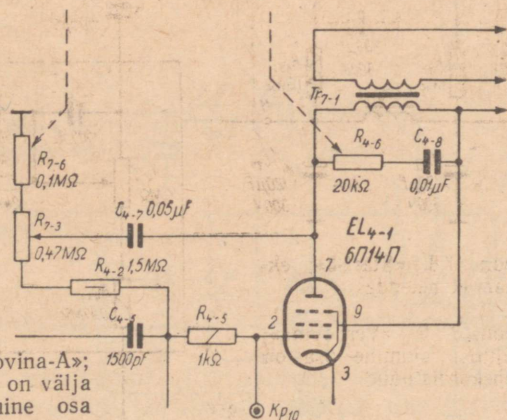 Tr₇₋₁
R₇₋₆
0,1MΩ
R₄₋₆
20kΩ
C₄₋₈
0,01μF
R₇₋₃
0,47MΩ
C₄₋₇ 0,05μF
EL₄₋₁
6П14П
R₄₋₂ 1,5MΩ
7
C₄₋₅
1500pF
R₄₋₅
1kΩ
2
9
3
Kp₁₀
ovina-A»;
on välja
mine osa